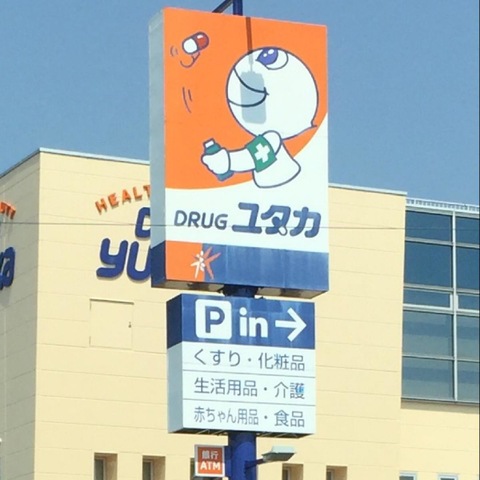 DRUG ユタカ
P in →
くすり・化粧品
生活用品・介護
赤ちゃん用品・食品
銀行
ATM
HEALT
YU